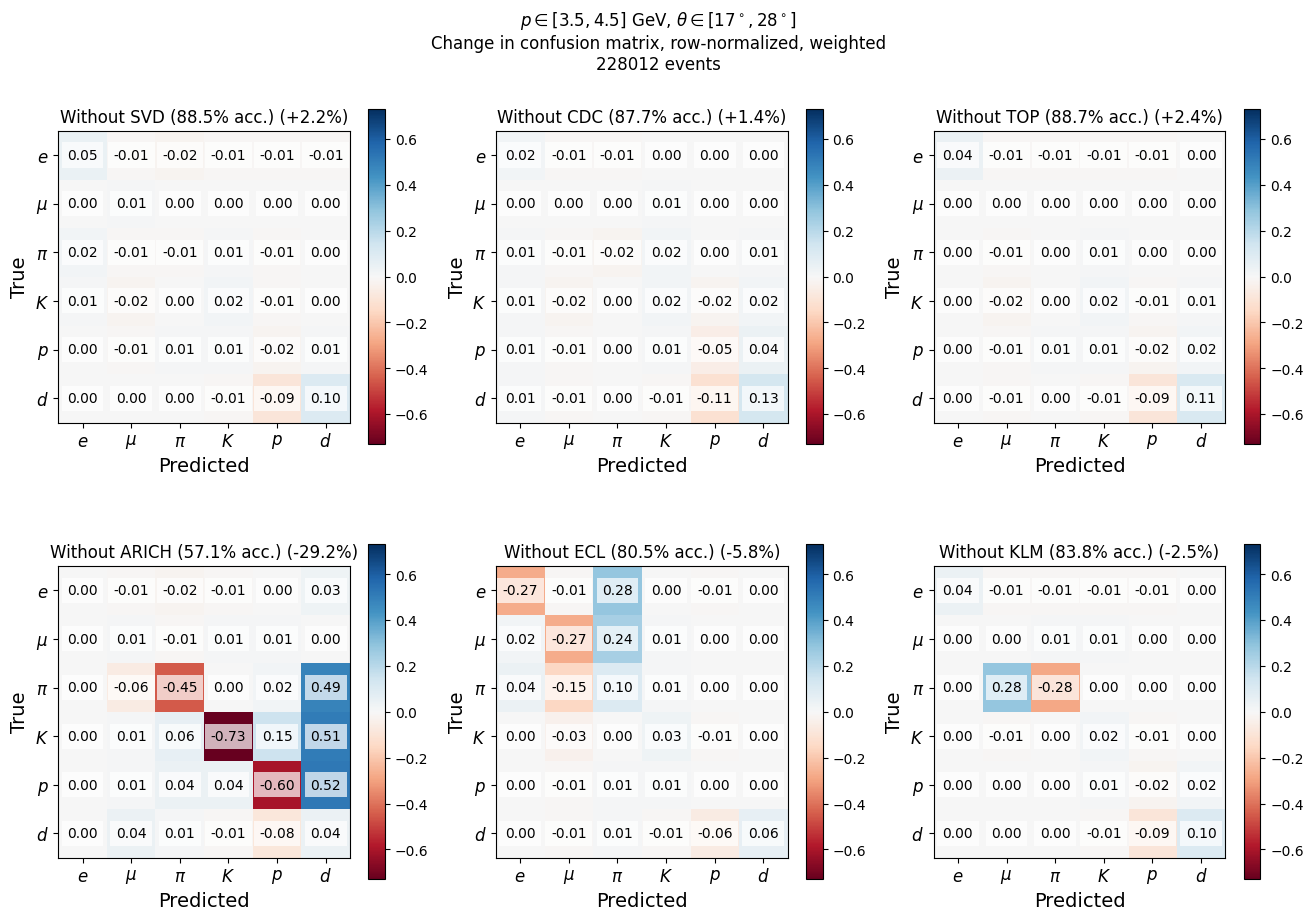 p ∈ [3.5, 4.5] GeV, θ ∈ [17°, 28°]
Change in confusion matrix, row-normalized, weighted
228012 events
Without SVD (88.5% acc.) (+2.2%)
e 0.05 -0.01 -0.02 -0.01 -0.01 -0.01
μ 0.00 0.01 0.00 0.00 0.00 0.00
π 0.02 -0.01 -0.01 0.01 -0.01 0.00
K 0.01 -0.02 0.00 0.02 -0.01 0.00
p 0.00 -0.01 0.01 0.01 -0.02 0.01
d 0.00 0.00 0.00 -0.01 -0.09 0.10
e μ π K p d
True
Predicted
0.6
0.4
0.2
0.0
−0.2
−0.4
−0.6
Without CDC (87.7% acc.) (+1.4%)
e 0.02 -0.01 -0.01 0.00 0.00 0.00
μ 0.00 0.00 0.00 0.01 0.00 0.00
π 0.01 -0.01 -0.02 0.02 0.00 0.01
K 0.01 -0.02 0.00 0.02 -0.02 0.02
p 0.01 -0.01 0.00 0.01 -0.05 0.04
d 0.01 -0.01 0.00 -0.01 -0.11 0.13
e μ π K p d
True
Predicted
0.6
0.4
0.2
0.0
−0.2
−0.4
−0.6
Without TOP (88.7% acc.) (+2.4%)
e 0.04 -0.01 -0.01 -0.01 -0.01 0.00
μ 0.00 0.00 0.00 0.00 0.00 0.00
π 0.00 -0.01 0.00 0.01 0.00 0.00
K 0.00 -0.02 0.00 0.02 -0.01 0.01
p 0.00 -0.01 0.01 0.01 -0.02 0.02
d 0.00 -0.01 0.00 -0.01 -0.09 0.11
e μ π K p d
True
Predicted
0.6
0.4
0.2
0.0
−0.2
−0.4
−0.6
Without ARICH (57.1% acc.) (-29.2%)
e 0.00 -0.01 -0.02 -0.01 0.00 0.03
μ 0.00 0.01 -0.01 0.01 0.01 0.00
π 0.00 -0.06 -0.45 0.00 0.02 0.49
K 0.00 0.01 0.06 -0.73 0.15 0.51
p 0.00 0.01 0.04 0.04 -0.60 0.52
d 0.00 0.04 0.01 -0.01 -0.08 0.04
e μ π K p d
True
Predicted
0.6
0.4
0.2
0.0
−0.2
−0.4
−0.6
Without ECL (80.5% acc.) (-5.8%)
e -0.27 -0.01 0.28 0.00 -0.01 0.00
μ 0.02 -0.27 0.24 0.01 0.00 0.00
π 0.04 -0.15 0.10 0.01 0.00 0.00
K 0.00 -0.03 0.00 0.03 -0.01 0.00
p 0.00 -0.01 0.00 0.01 0.00 0.00
d 0.00 -0.01 0.01 -0.01 -0.06 0.06
e μ π K p d
True
Predicted
0.6
0.4
0.2
0.0
−0.2
−0.4
−0.6
Without KLM (83.8% acc.) (-2.5%)
e 0.04 -0.01 -0.01 0.00 -0.01 0.00
μ 0.00 0.00 0.01 0.01 0.00 0.00
π 0.00 0.28 -0.28 0.00 0.00 0.00
K 0.00 -0.01 0.00 0.02 -0.01 0.00
p 0.00 -0.01 0.00 0.01 -0.02 0.02
d 0.00 0.00 0.00 -0.01 -0.09 0.10
e μ π K p d
True
Predicted
0.6
0.4
0.2
0.0
−0.2
−0.4
−0.6